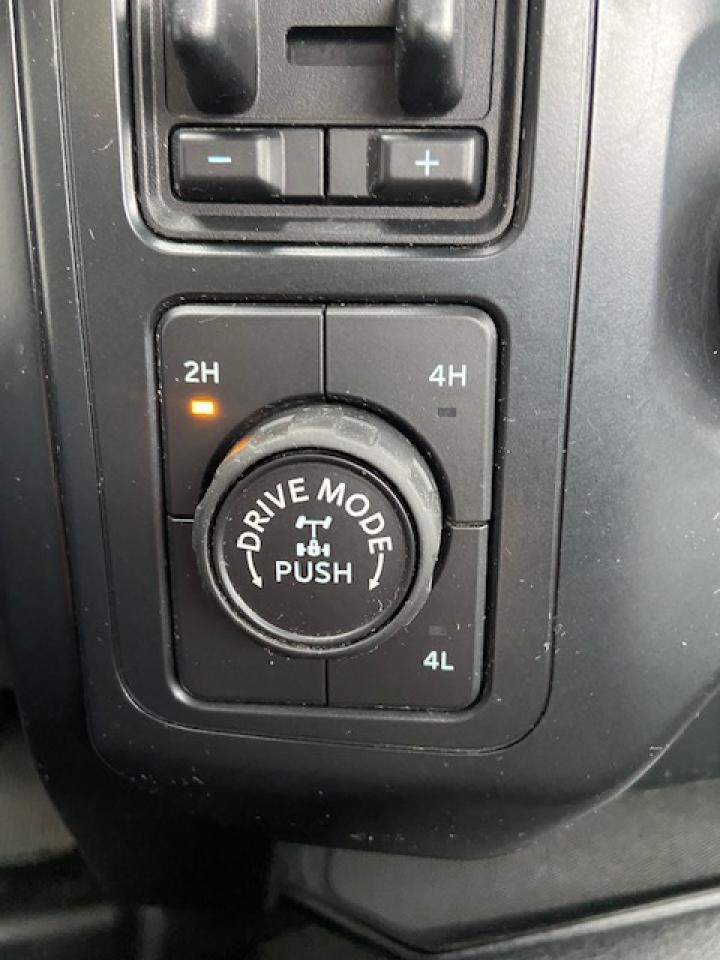 - +
2H 4H
DRIVE MODE
PUSH
4L